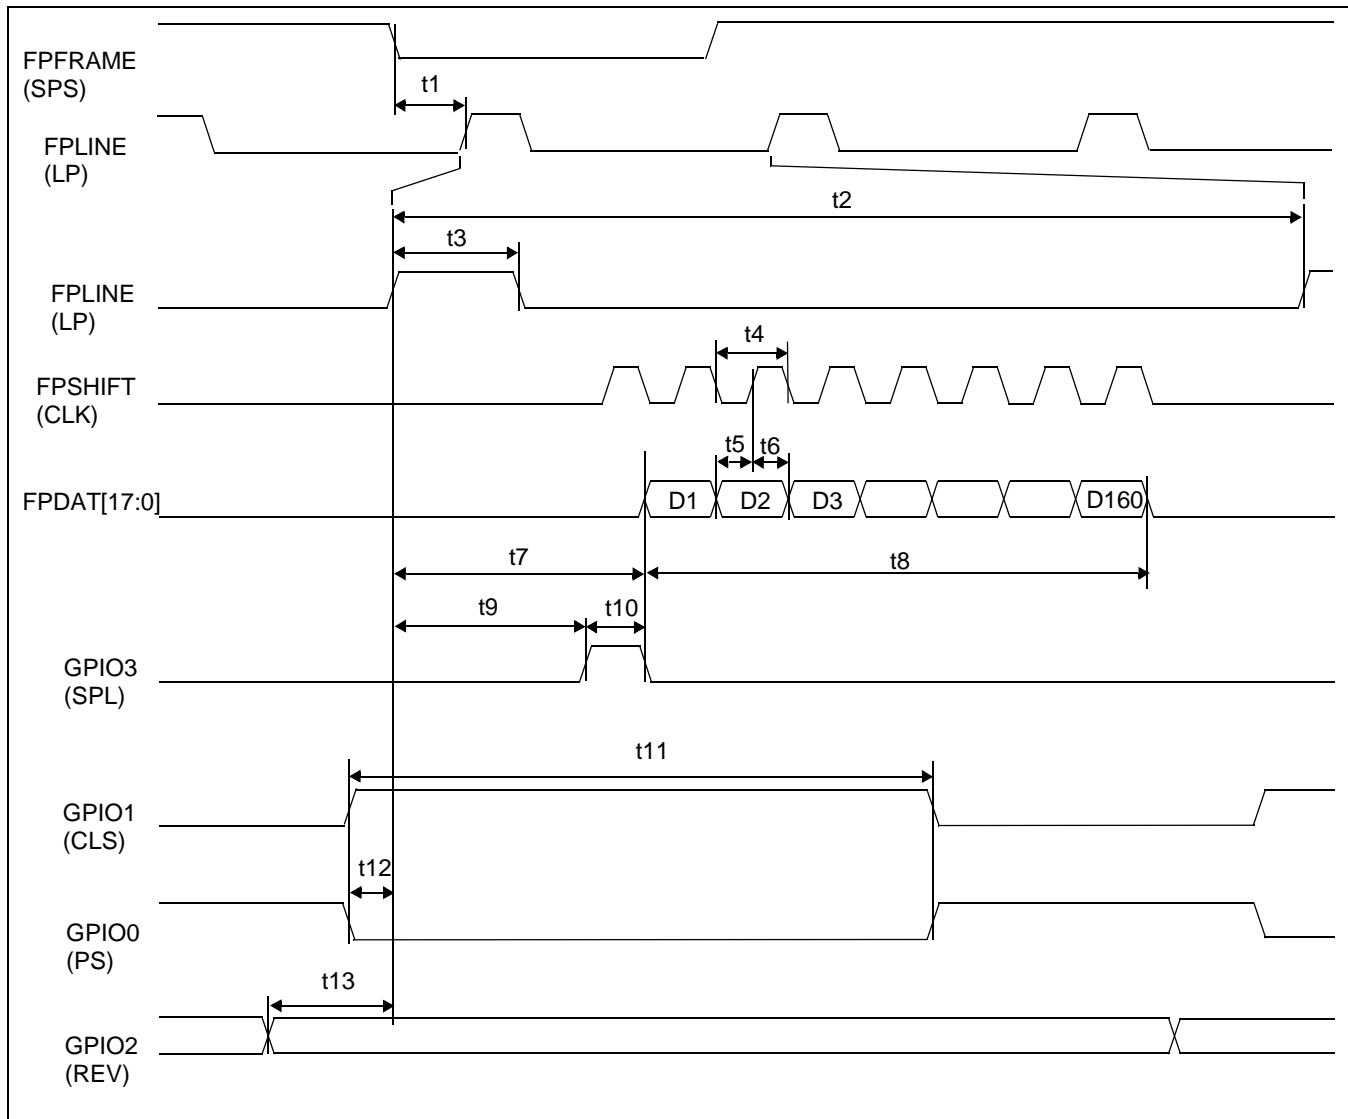 FPFRAME
(SPS)
t1
FPLINE
(LP)
t2
t3
FPLINE
(LP)
t4
FPSHIFT
(CLK)
t5
t6
FPDAT[17:0]
D1
D2
D3
D160
t7
t8
t9
t10
GPIO3
(SPL)
t11
GPIO1
(CLS)
t12
GPIO0
(PS)
t13
GPIO2
(REV)